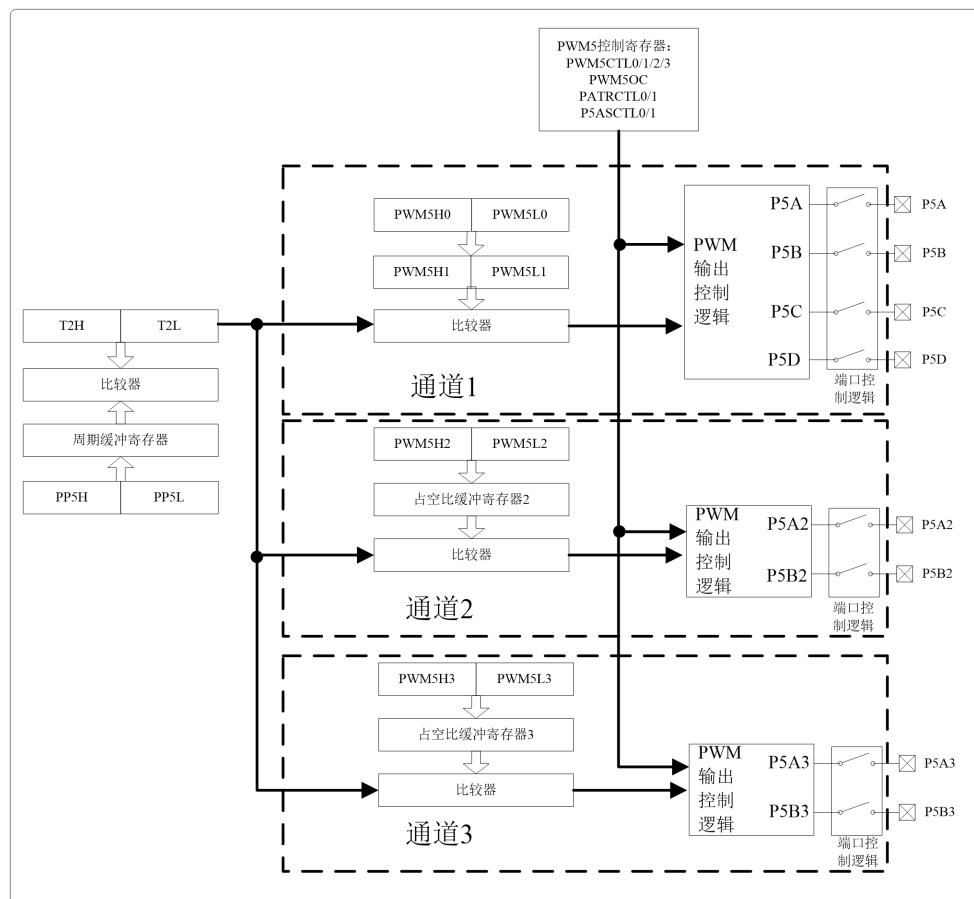 PWM5控制寄存器:
PWM5CTL0/1/2/3
PWM5OC
PATRCTL0/1
P5ASCTL0/1
PWM5H0 PWM5L0
PWM5H1 PWM5L1
比较器
通道1
PWM
输出
控制
逻辑
P5A
P5B
P5C
P5D
端口控
制逻辑
P5A
P5B
P5C
P5D
T2H T2L
比较器
周期缓冲寄存器
PP5H PP5L
PWM5H2 PWM5L2
占空比缓冲寄存器2
比较器
通道2
PWM
输出
控制
逻辑
P5A2
P5B2
端口控
制逻辑
P5A2
P5B2
PWM5H3 PWM5L3
占空比缓冲寄存器3
比较器
通道3
PWM
输出
控制
逻辑
P5A3
P5B3
端口控
制逻辑
P5A3
P5B3